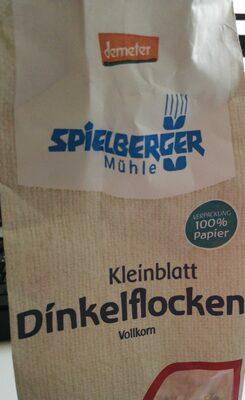 demeter
SPIELBERGER
Mühle
VERPACKUNG
100%
Papier
Kleinblatt
Dinkelflocken
Vollkorn